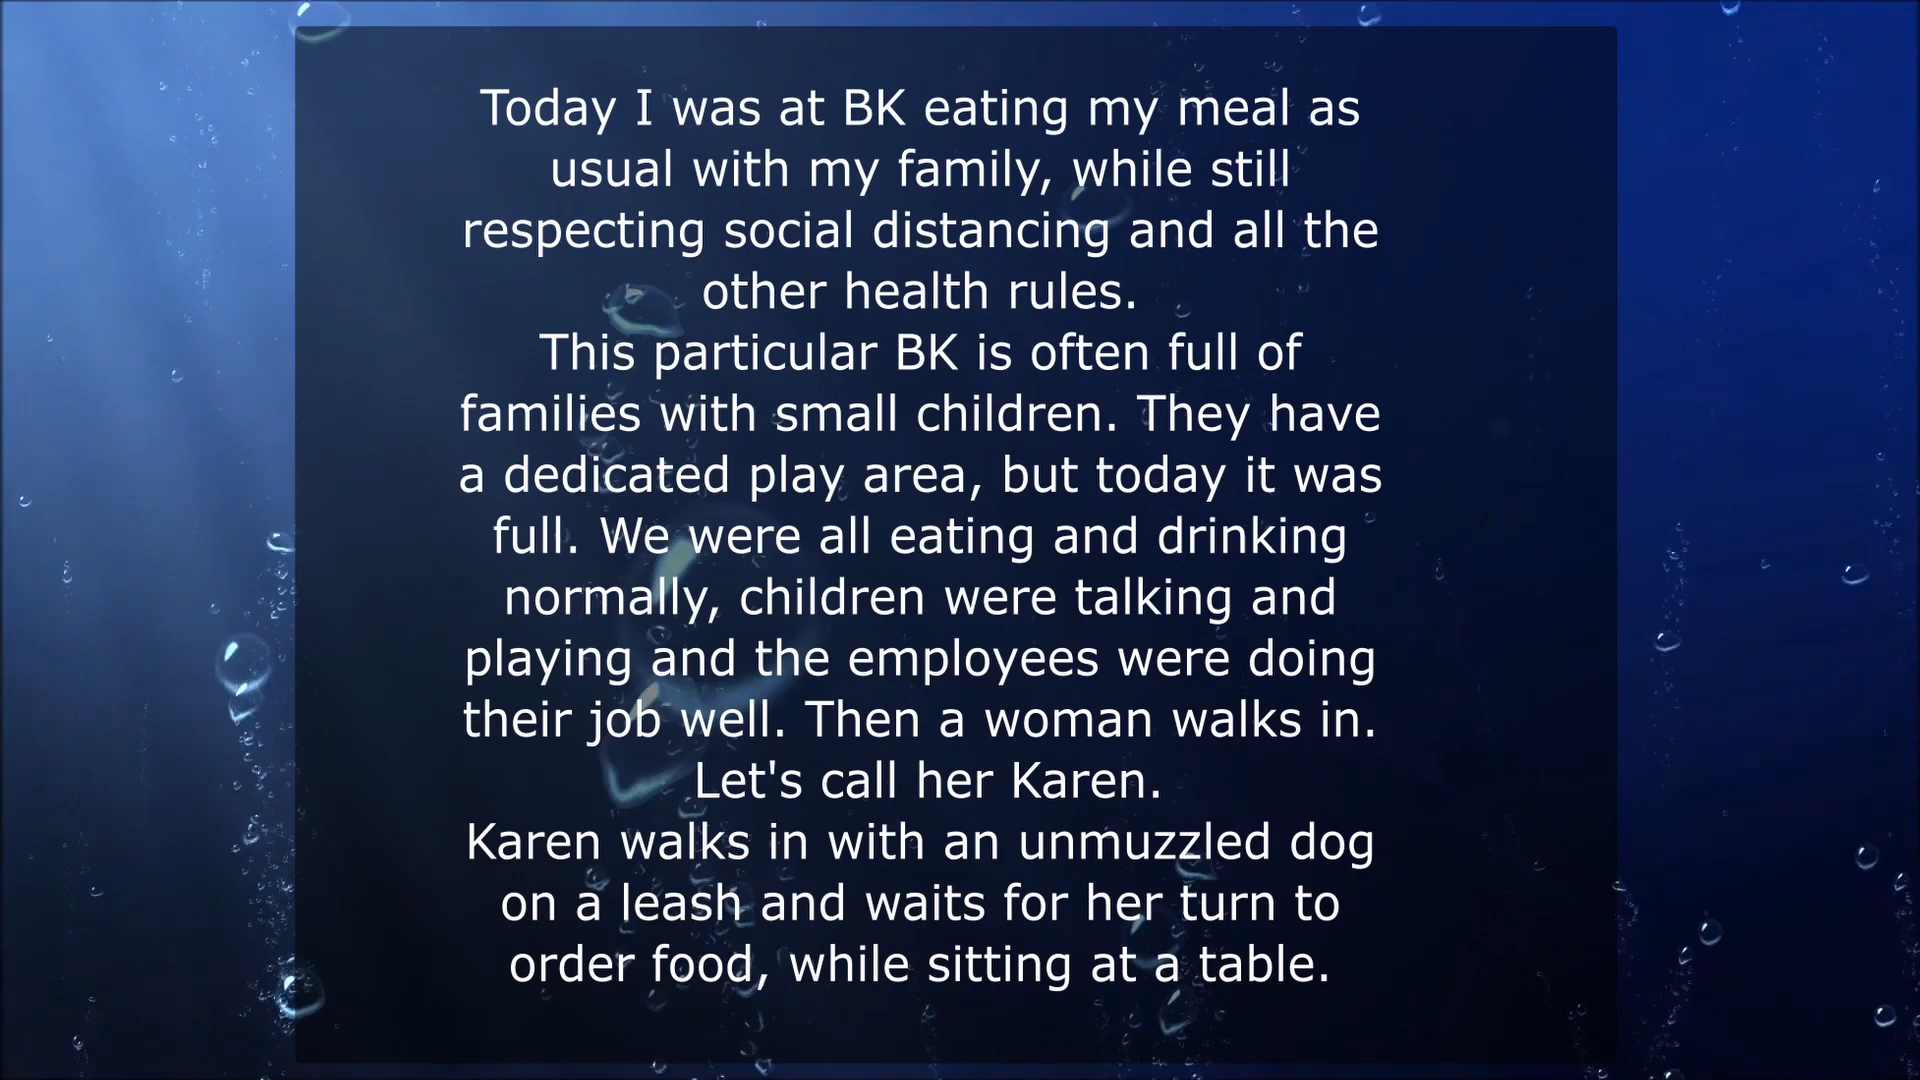 Today I was at BK eating my meal as
usual with my family, while still
respecting social distancing and all the
other health rules.
This particular BK is often full of
families with small children. They have
a dedicated play area, but today it was
full. We were all eating and drinking
normally, children were talking and
playing and the employees were doing
their job well. Then a woman walks in.
Let's call her Karen.
Karen walks in with an unmuzzled dog
on a leash and waits for her turn to
order food, while sitting at a table.